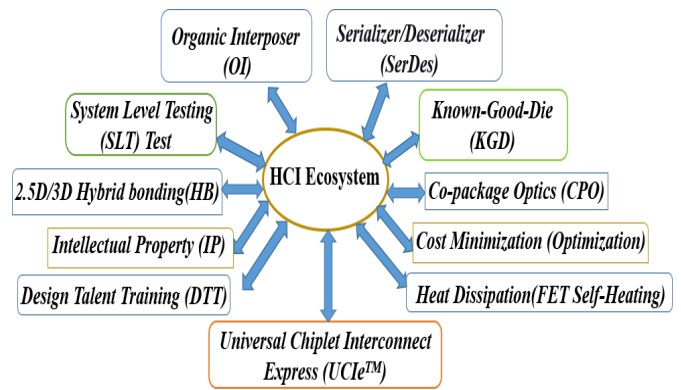 Organic Interposer
(OI)
Serializer/Deserializer
(SerDes)
System Level Testing
(SLT) Test
Known-Good-Die
(KGD)
HCI Ecosystem
2.5D/3D Hybrid bonding(HB)
Co-package Optics (CPO)
Intellectual Property (IP)
Cost Minimization (Optimization)
Design Talent Training (DTT)
Heat Dissipation(FET Self-Heating)
Universal Chiplet Interconnect
Express (UCIe™)